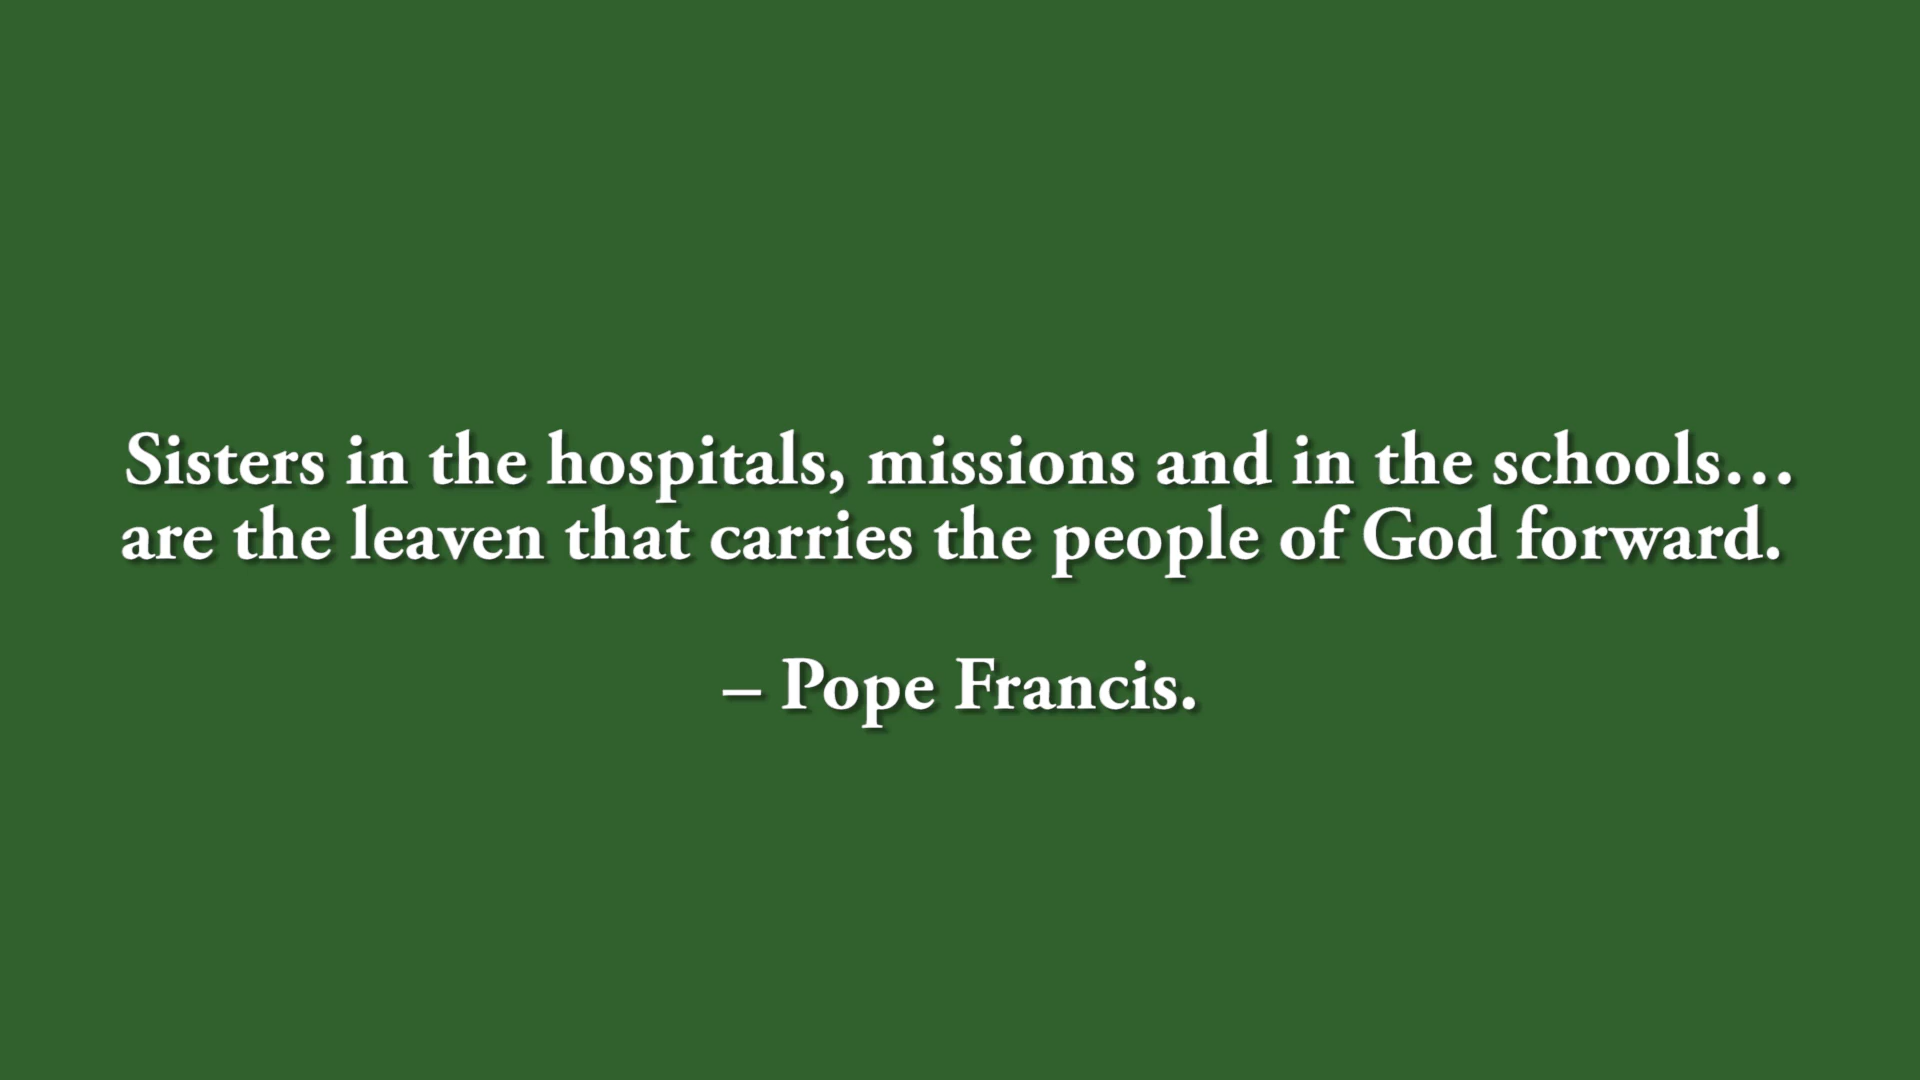 Sisters in the hospitals, missions and in the schools…
are the leaven that carries the people of God forward.
– Pope Francis.